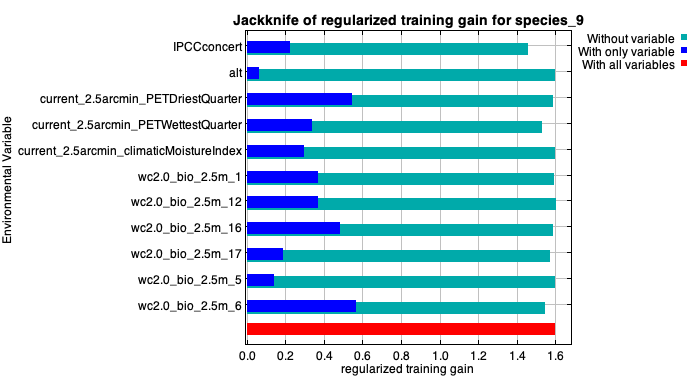 Jackknife of regularized training gain for species_9
Without variable
With only variable
With all variables
Environmental Variable
IPCCconcert
alt
current_2.5arcmin_PETDriestQuarter
current_2.5arcmin_PETWettestQuarter
current_2.5arcmin_climaticMoistureIndex
wc2.0_bio_2.5m_1
wc2.0_bio_2.5m_12
wc2.0_bio_2.5m_16
wc2.0_bio_2.5m_17
wc2.0_bio_2.5m_5
wc2.0_bio_2.5m_6
0.0 0.2 0.4 0.6 0.8 1.0 1.2 1.4 1.6
regularized training gain